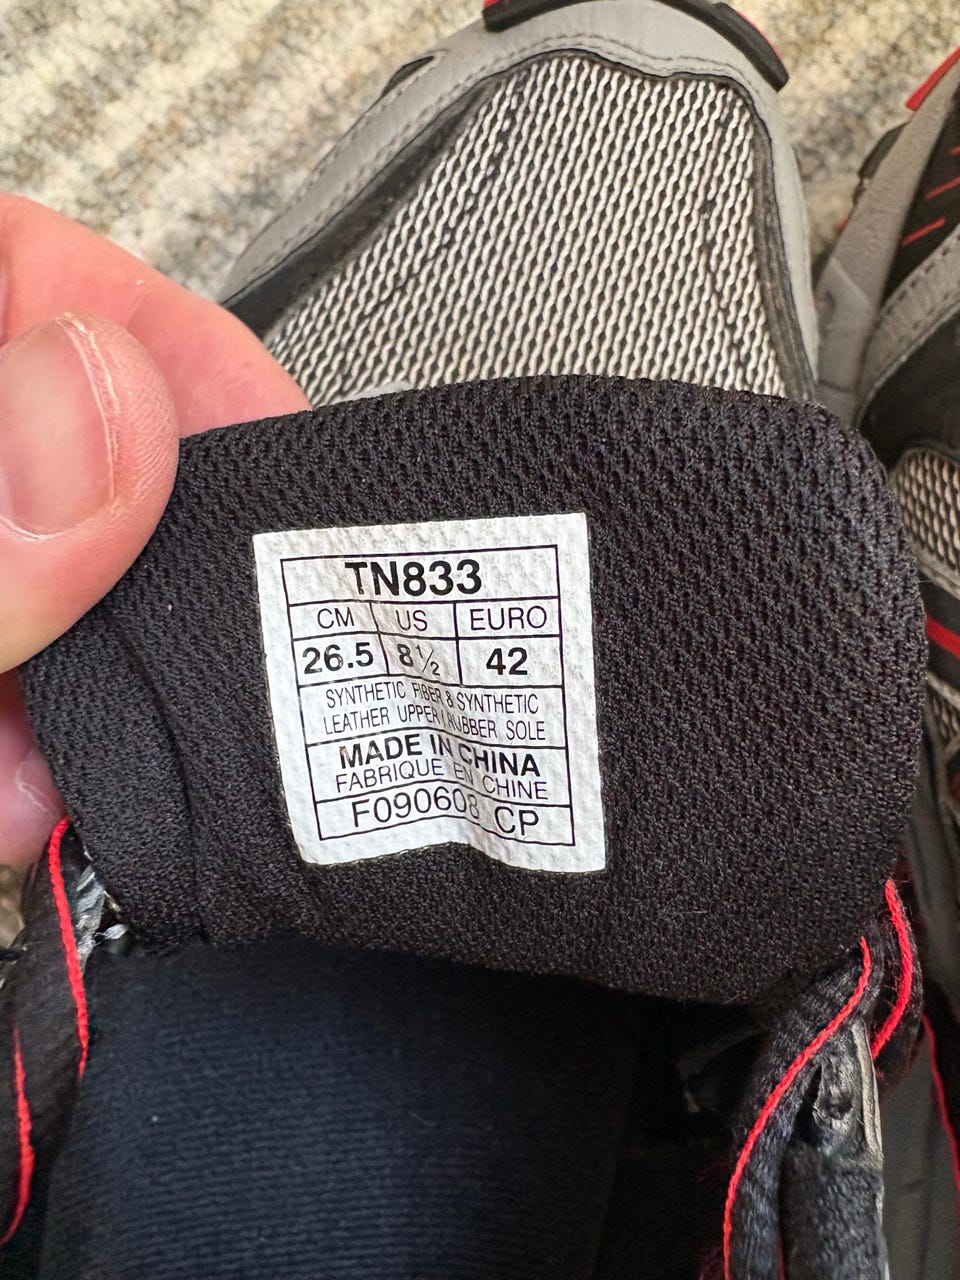 TN833
CM US EURO
26.5 8½ 42
SYNTHETIC FIBER & SYNTHETIC
LEATHER UPPER / RUBBER SOLE
MADE IN CHINA
FABRIQUE EN CHINE
F090608 CP